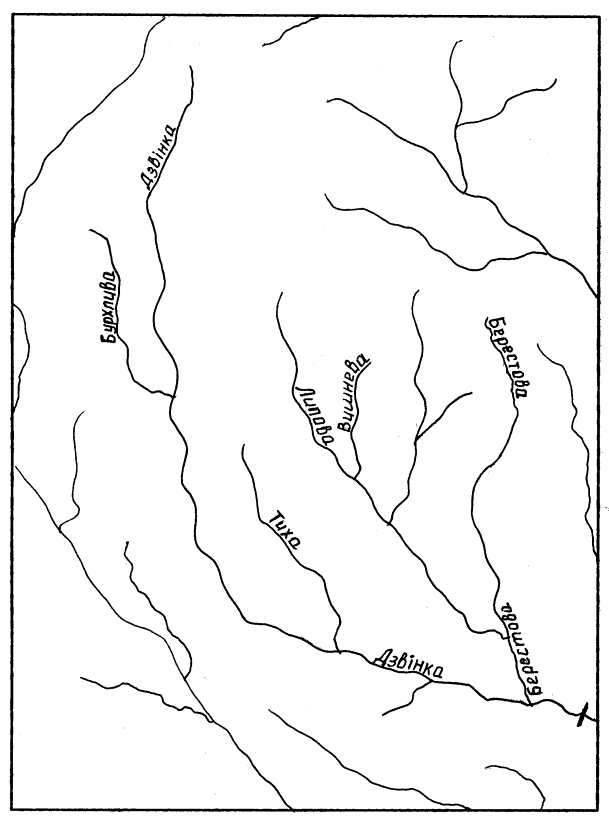 Дзвінка
Бурхлива
Липова
Вишнева
Берестова
Тиха
Берестова
Дзвінка